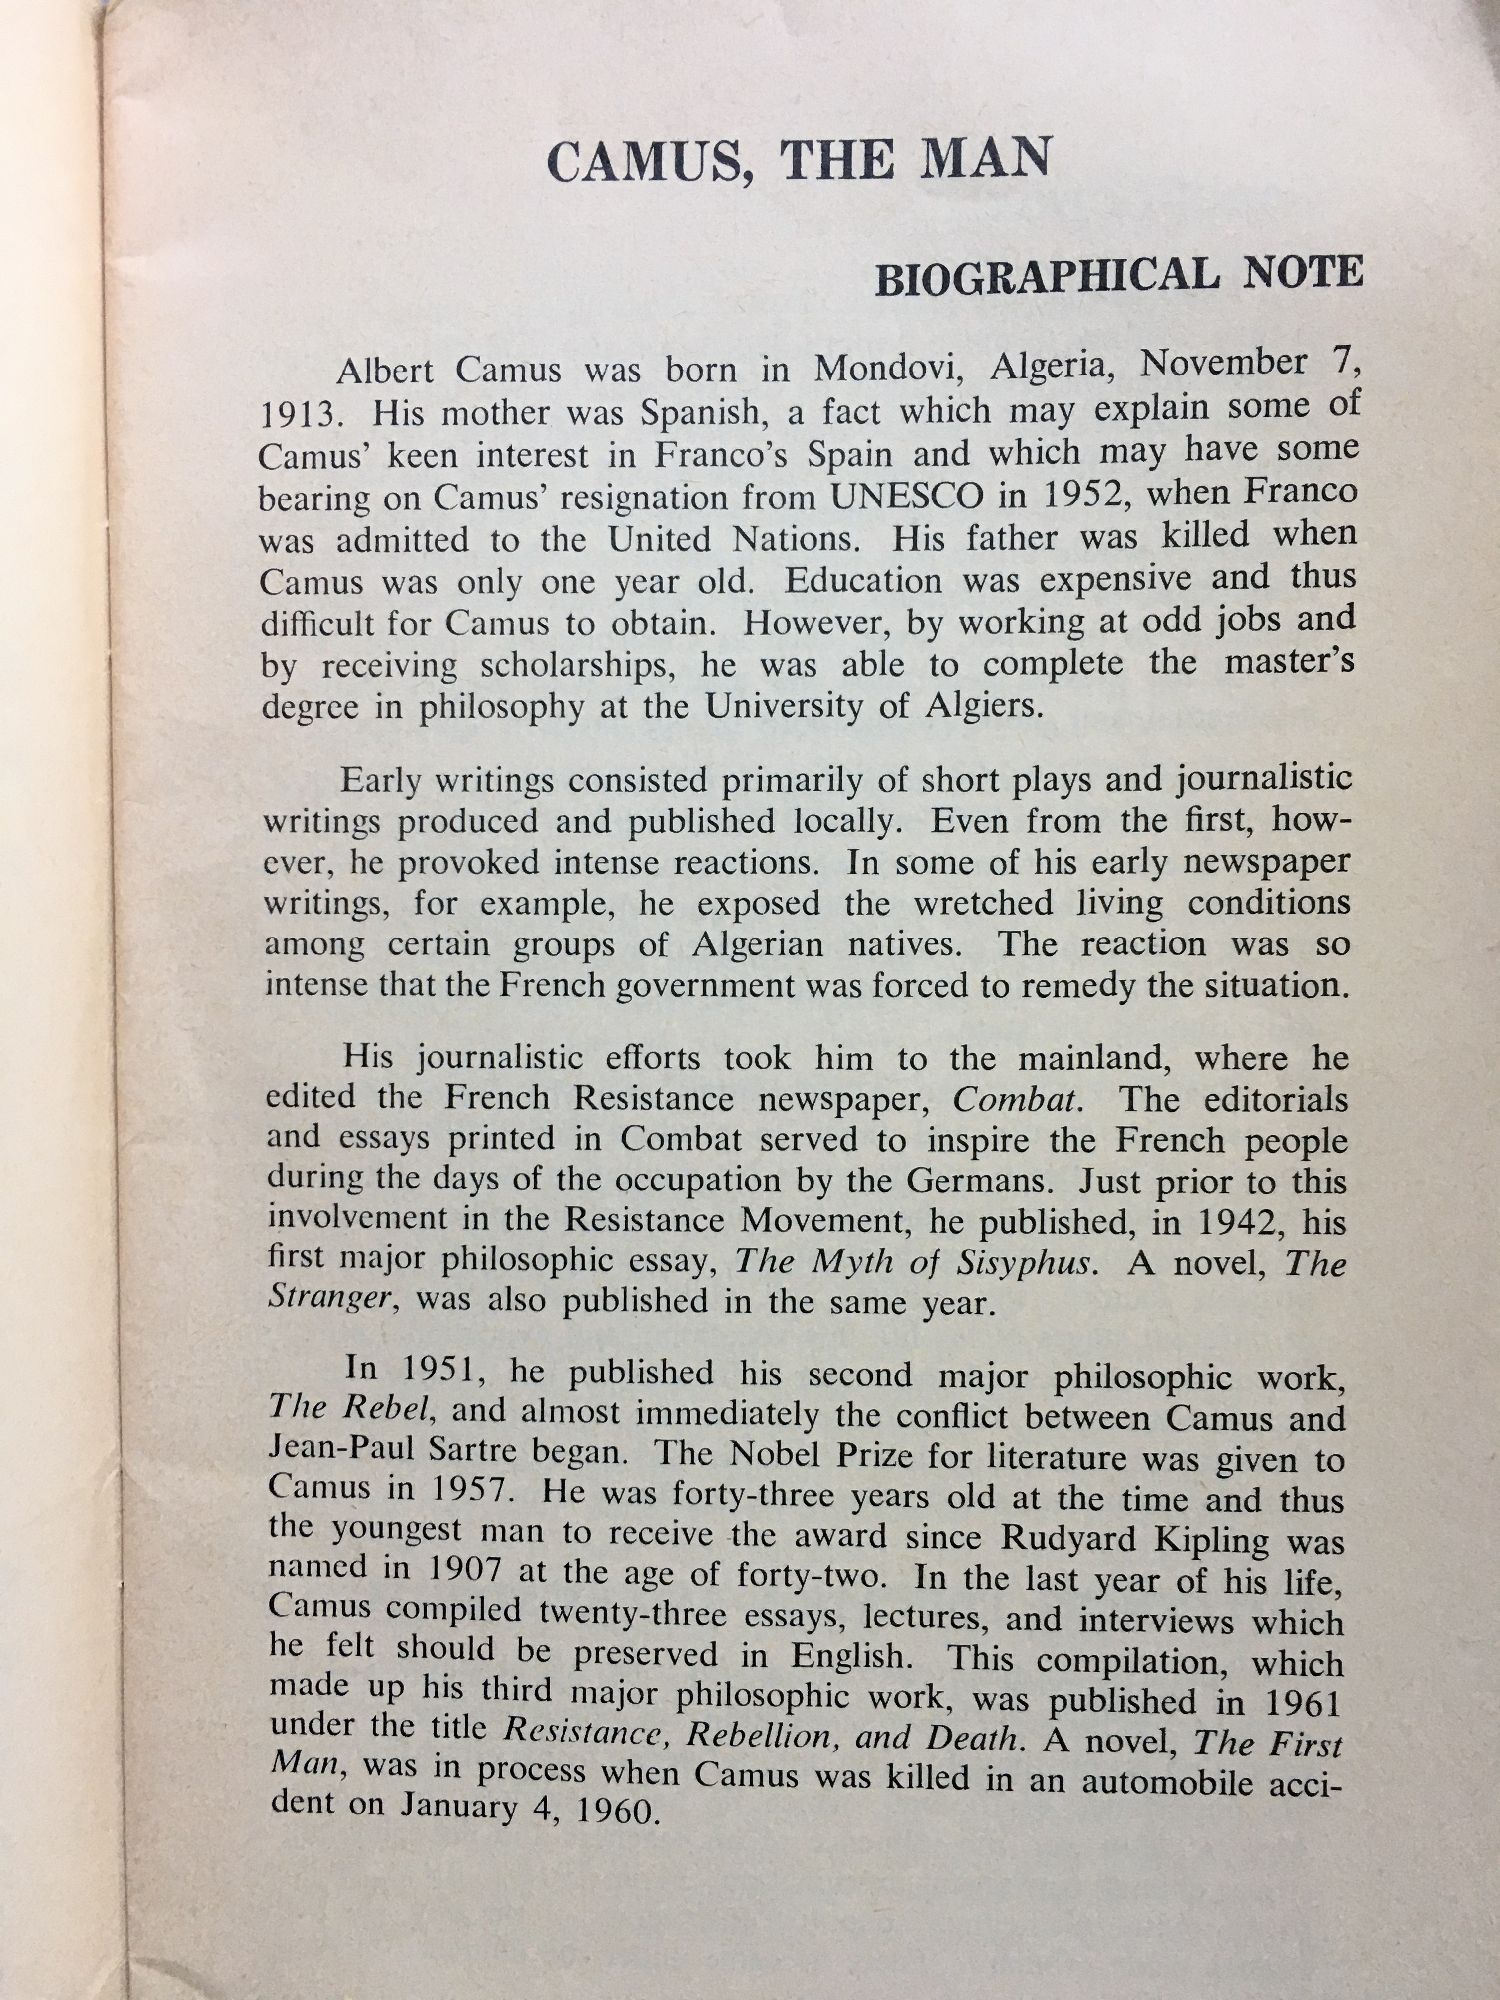 CAMUS, THE MAN
BIOGRAPHICAL NOTE
Albert Camus was born in Mondovi, Algeria, November 7,
1913. His mother was Spanish, a fact which may explain some of
Camus’ keen interest in Franco’s Spain and which may have some
bearing on Camus’ resignation from UNESCO in 1952, when Franco
was admitted to the United Nations. His father was killed when
Camus was only one year old. Education was expensive and thus
difficult for Camus to obtain. However, by working at odd jobs and
by receiving scholarships, he was able to complete the master’s
degree in philosophy at the University of Algiers.
Early writings consisted primarily of short plays and journalistic
writings produced and published locally. Even from the first, how-
ever, he provoked intense reactions. In some of his early newspaper
writings, for example, he exposed the wretched living conditions
among certain groups of Algerian natives. The reaction was so
intense that the French government was forced to remedy the situation.
His journalistic efforts took him to the mainland, where he
edited the French Resistance newspaper, Combat. The editorials
and essays printed in Combat served to inspire the French people
during the days of the occupation by the Germans. Just prior to this
involvement in the Resistance Movement, he published, in 1942, his
first major philosophic essay, The Myth of Sisyphus. A novel, The
Stranger, was also published in the same year.
In 1951, he published his second major philosophic work,
The Rebel, and almost immediately the conflict between Camus and
Jean-Paul Sartre began. The Nobel Prize for literature was given to
Camus in 1957. He was forty-three years old at the time and thus
the youngest man to receive the award since Rudyard Kipling was
named in 1907 at the age of forty-two. In the last year of his life,
Camus compiled twenty-three essays, lectures, and interviews which
he felt should be preserved in English. This compilation, which
made up his third major philosophic work, was published in 1961
under the title Resistance, Rebellion, and Death. A novel, The First
Man, was in process when Camus was killed in an automobile acci-
dent on January 4, 1960.